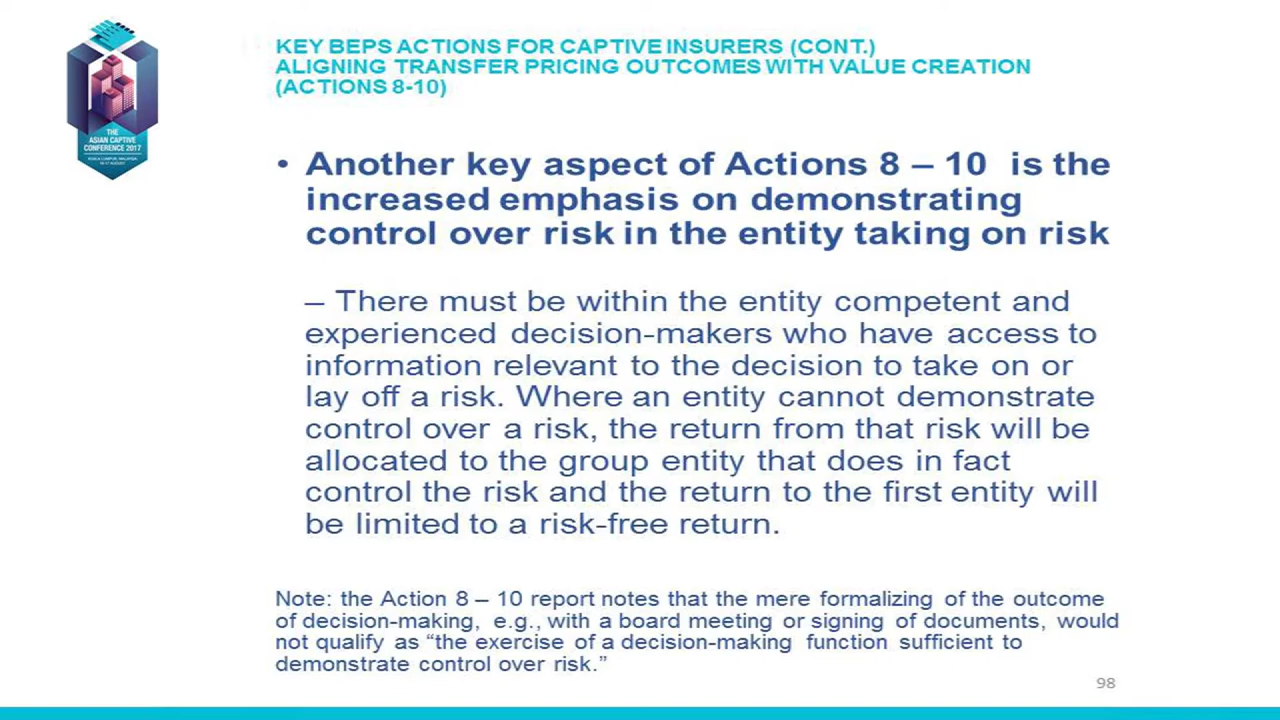 KEY BEPS ACTIONS FOR CAPTIVE INSURERS (CONT.)
ALIGNING TRANSFER PRICING OUTCOMES WITH VALUE CREATION
(ACTIONS 8-10)
THE
ASIAN CAPTIVE
CONFERENCE 2017
KUALA LUMPUR, MALAYSIA
16-17 AUGUST
• Another key aspect of Actions 8 – 10 is the
increased emphasis on demonstrating
control over risk in the entity taking on risk
– There must be within the entity competent and
experienced decision-makers who have access to
information relevant to the decision to take on or
lay off a risk. Where an entity cannot demonstrate
control over a risk, the return from that risk will be
allocated to the group entity that does in fact
control the risk and the return to the first entity will
be limited to a risk-free return.
Note: the Action 8 – 10 report notes that the mere formalizing of the outcome
of decision-making, e.g., with a board meeting or signing of documents, would
not qualify as “the exercise of a decision-making function sufficient to
demonstrate control over risk.”
98